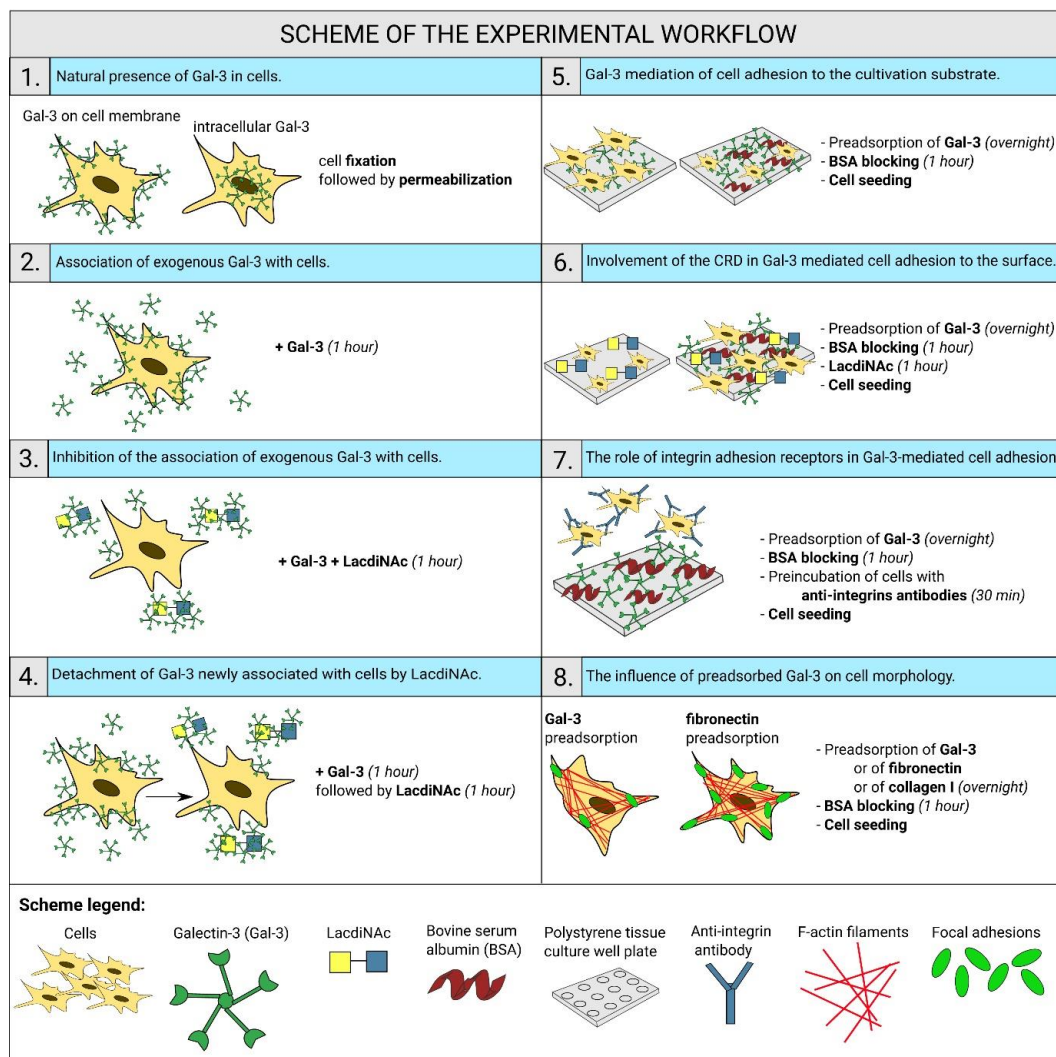 SCHEME OF THE EXPERIMENTAL WORKFLOW
1.
Natural presence of Gal-3 in cells.
Gal-3 on cell membrane
intracellular Gal-3
cell fixation
followed by permeabilization
2.
Association of exogenous Gal-3 with cells.
+ Gal-3 (1 hour)
3.
Inhibition of the association of exogenous Gal-3 with cells.
+ Gal-3 + LacdiNAc (1 hour)
4.
Detachment of Gal-3 newly associated with cells by LacdiNAc.
+ Gal-3 (1 hour)
followed by LacdiNAc (1 hour)
5.
Gal-3 mediation of cell adhesion to the cultivation substrate.
- Preadsorption of Gal-3 (overnight)
- BSA blocking (1 hour)
- Cell seeding
6.
Involvement of the CRD in Gal-3 mediated cell adhesion to the surface.
- Preadsorption of Gal-3 (overnight)
- BSA blocking (1 hour)
- LacdiNAc (1 hour)
- Cell seeding
7.
The role of integrin adhesion receptors in Gal-3-mediated cell adhesion
- Preadsorption of Gal-3 (overnight)
- BSA blocking (1 hour)
- Preincubation of cells with
anti-integrins antibodies (30 min)
- Cell seeding
8.
The influence of preadsorbed Gal-3 on cell morphology.
Gal-3
preadsorption
fibronectin
preadsorption
- Preadsorption of Gal-3
or of fibronectin
or of collagen I (overnight)
- BSA blocking (1 hour)
- Cell seeding
Scheme legend:
Cells
Galectin-3 (Gal-3)
LacdiNAc
Bovine serum
albumin (BSA)
Polystyrene tissue
culture well plate
Anti-integrin
antibody
F-actin filaments
Focal adhesions